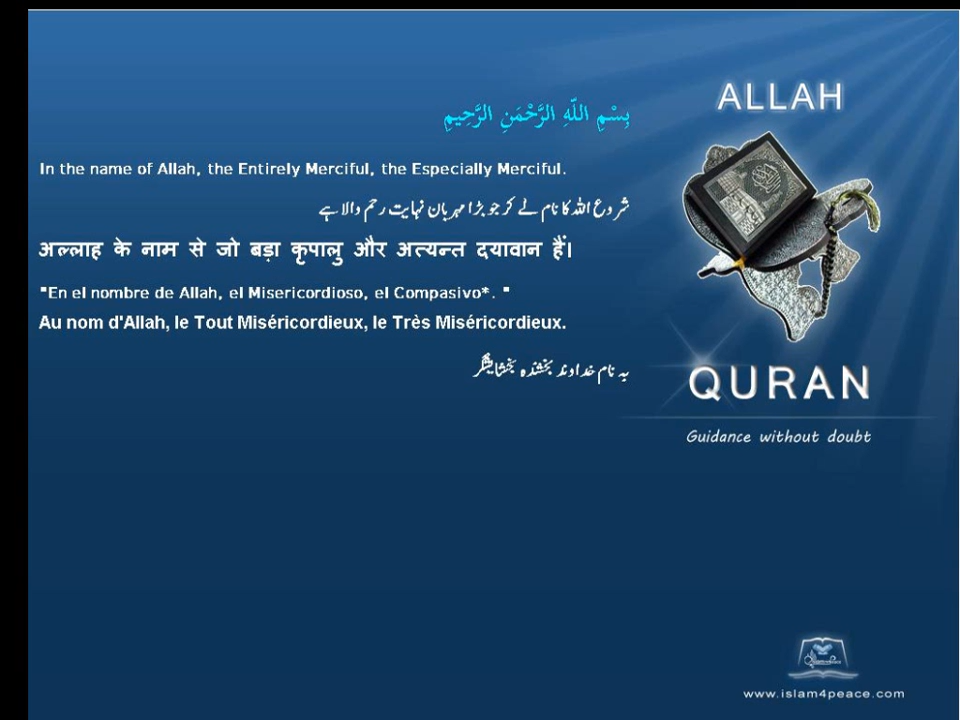 بِسْمِ اللّهِ الرَّحْمَنِ الرَّحِيمِ
In the name of Allah, the Entirely Merciful, the Especially Merciful.
شروع الله کا نام لے کر جو بڑا مہربان نہایت رحم والا ہے
अल्लाह के नाम से जो बड़ा कृपालु और अत्यन्त दयावान हैं।
"En el nombre de Allah, el Misericordioso, el Compasivo*. "
Au nom d'Allah, le Tout Miséricordieux, le Très Miséricordieux.
به نام خداوند بخشنده بخشایشگر
ALLAH
QURAN
Guidance without doubt
www.islam4peace.com